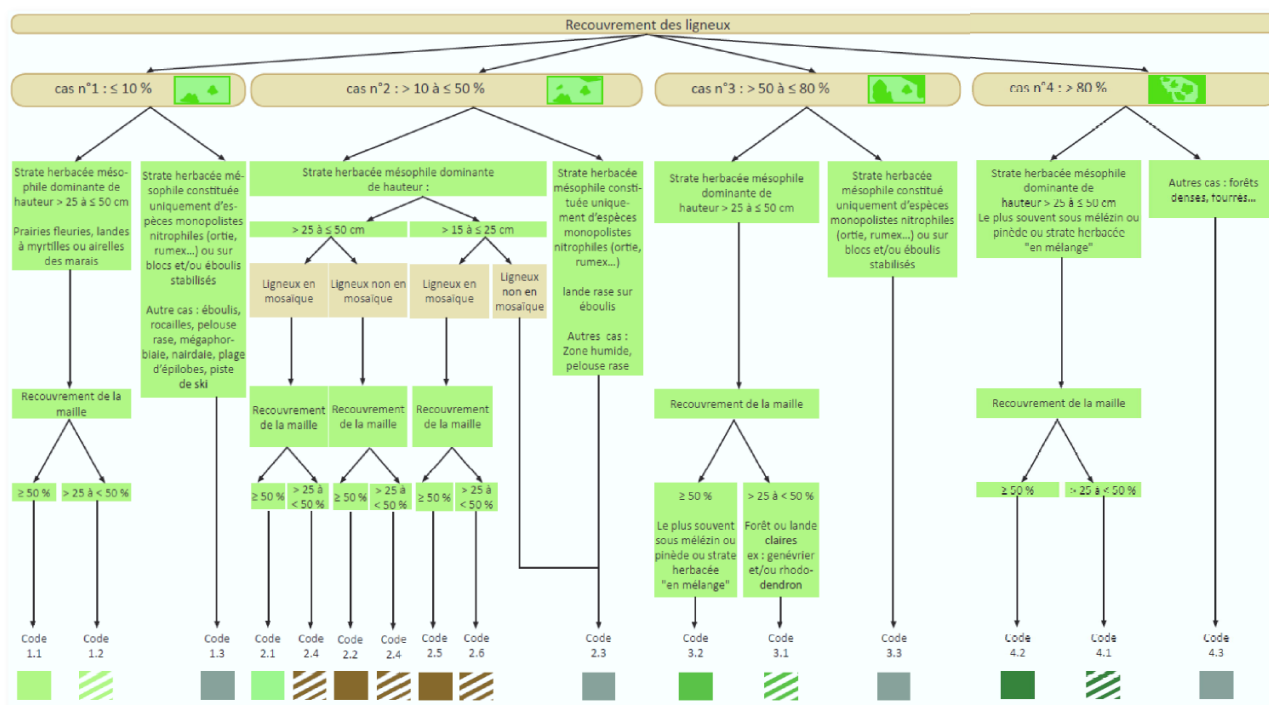 Recouvrement des ligneux
cas n°1 : ≤ 10 %
cas n°2 : > 10 à ≤ 50 %
cas n°3 : > 50 à ≤ 80 %
cas n°4 : > 80 %
Strate herbacée méso-
phile dominante de
hauteur > 25 à ≤ 50 cm
Prairies fleuries, landes
à myrtilles ou airelles
des marais
Strate herbacée mé-
sophile constituée
uniquement d'es-
pèces monopolistes
nitrophiles (ortie,
rumex...) ou sur
blocs et/ou éboulis
stabilisés
Autre cas : éboulis,
rocailles, pelouse
rase, mégaphor-
biaie, nairdaie, plage
d'épilobes, piste
de ski
Strate herbacée mésophile dominante
de hauteur :
> 25 à ≤ 50 cm
> 15 à ≤ 25 cm
Ligneux en
mosaïque
Ligneux non en
mosaïque
Ligneux en
mosaïque
Ligneux
non en
mosaïque
Strate herbacée
mésophile consti-
tuée unique-
ment d'espèces
monopolistes
nitrophiles (ortie,
rumex...)
lande rase sur
éboulis
Autres cas :
Zone humide,
pelouse rase
Strate herbacée mésophile
dominante de
hauteur > 25 à ≤ 50 cm
Strate herbacée
mésophile constitué
uniquement d'espèces
monopolistes nitrophiles
(ortie, rumex...) ou sur
blocs et/ou éboulis
stabilisés
Strate herbacée mésophile
dominante de
hauteur > 25 à ≤ 50 cm
Le plus souvent sous mélézin ou
pinède ou strate herbacée
"en mélange"
Autres cas : forêts
denses, fourres...
Recouvrement de la
maille
Recouvrement
de la maille
Recouvrement
de la maille
Recouvrement
de la maille
Recouvrement de la maille
Recouvrement de la maille
≥ 50 %
> 25 à < 50 %
≥ 50 %
> 25 à
< 50 %
≥ 50 %
> 25 à
< 50 %
≥ 50 %
> 25 à
< 50 %
≥ 50 %
Le plus souvent
sous mélézin ou
pinède ou strate
herbacée
"en mélange"
> 25 à < 50 %
Forêt ou lande
claires
ex : genévrier
et/ou rhodo-
dendron
≥ 50 %
> 25 à < 50 %
Code
1.1
Code
1.2
Code
1.3
Code
2.1
Code
2.4
Code
2.2
Code
2.4
Code
2.5
Code
2.6
Code
2.3
Code
3.2
Code
3.1
Code
3.3
Code
4.2
Code
4.1
Code
4.3